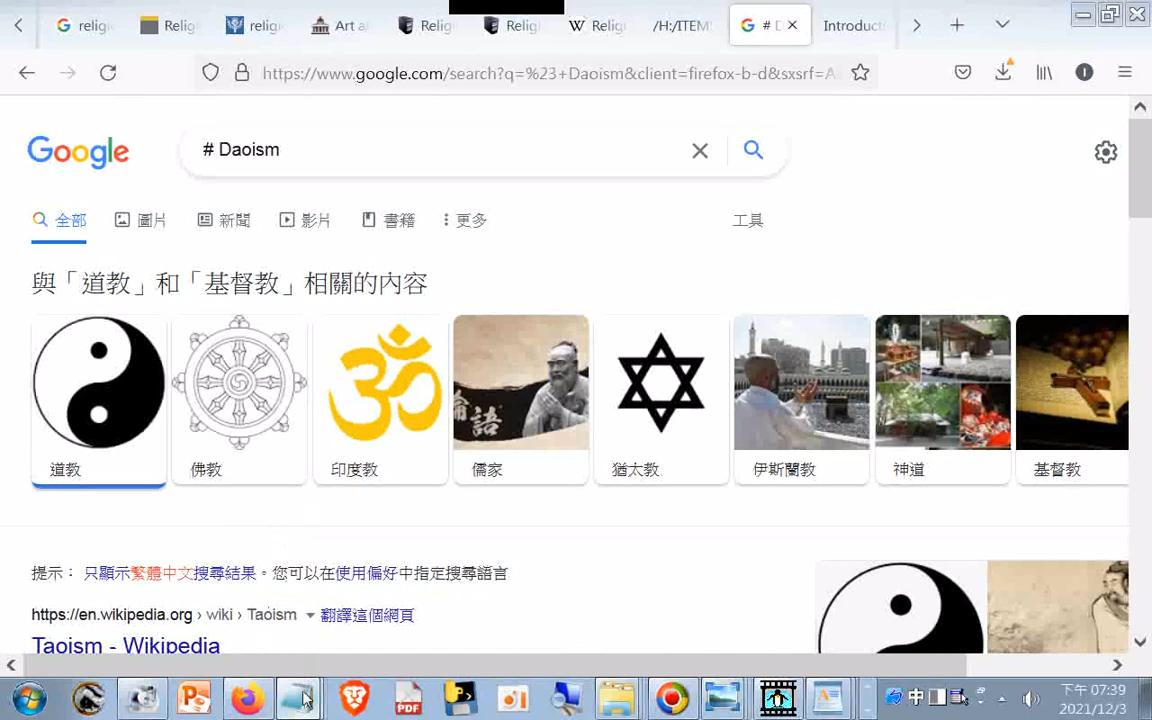 religi
Religi
religi
Art a
Religi
Religi
Religi
/H:/ITEM
# D
Introducti
https://www.google.com/search?q=%23+Daoism&client=firefox-b-d&sxsrf=A
Google
# Daoism
全部
圖片
新聞
影片
書籍
更多
工具
與「道教」和「基督教」相關的內容
論語
道教
佛教
印度教
儒家
猶太教
伊斯蘭教
神道
基督教
提示： 只顯示繁體中文搜尋結果。您可以在使用偏好中指定搜尋語言
https://en.wikipedia.org › wiki › Taoism 翻譯這個網頁
Taoism - Wikipedia
PDF
中
下午 07:39
2021/12/3